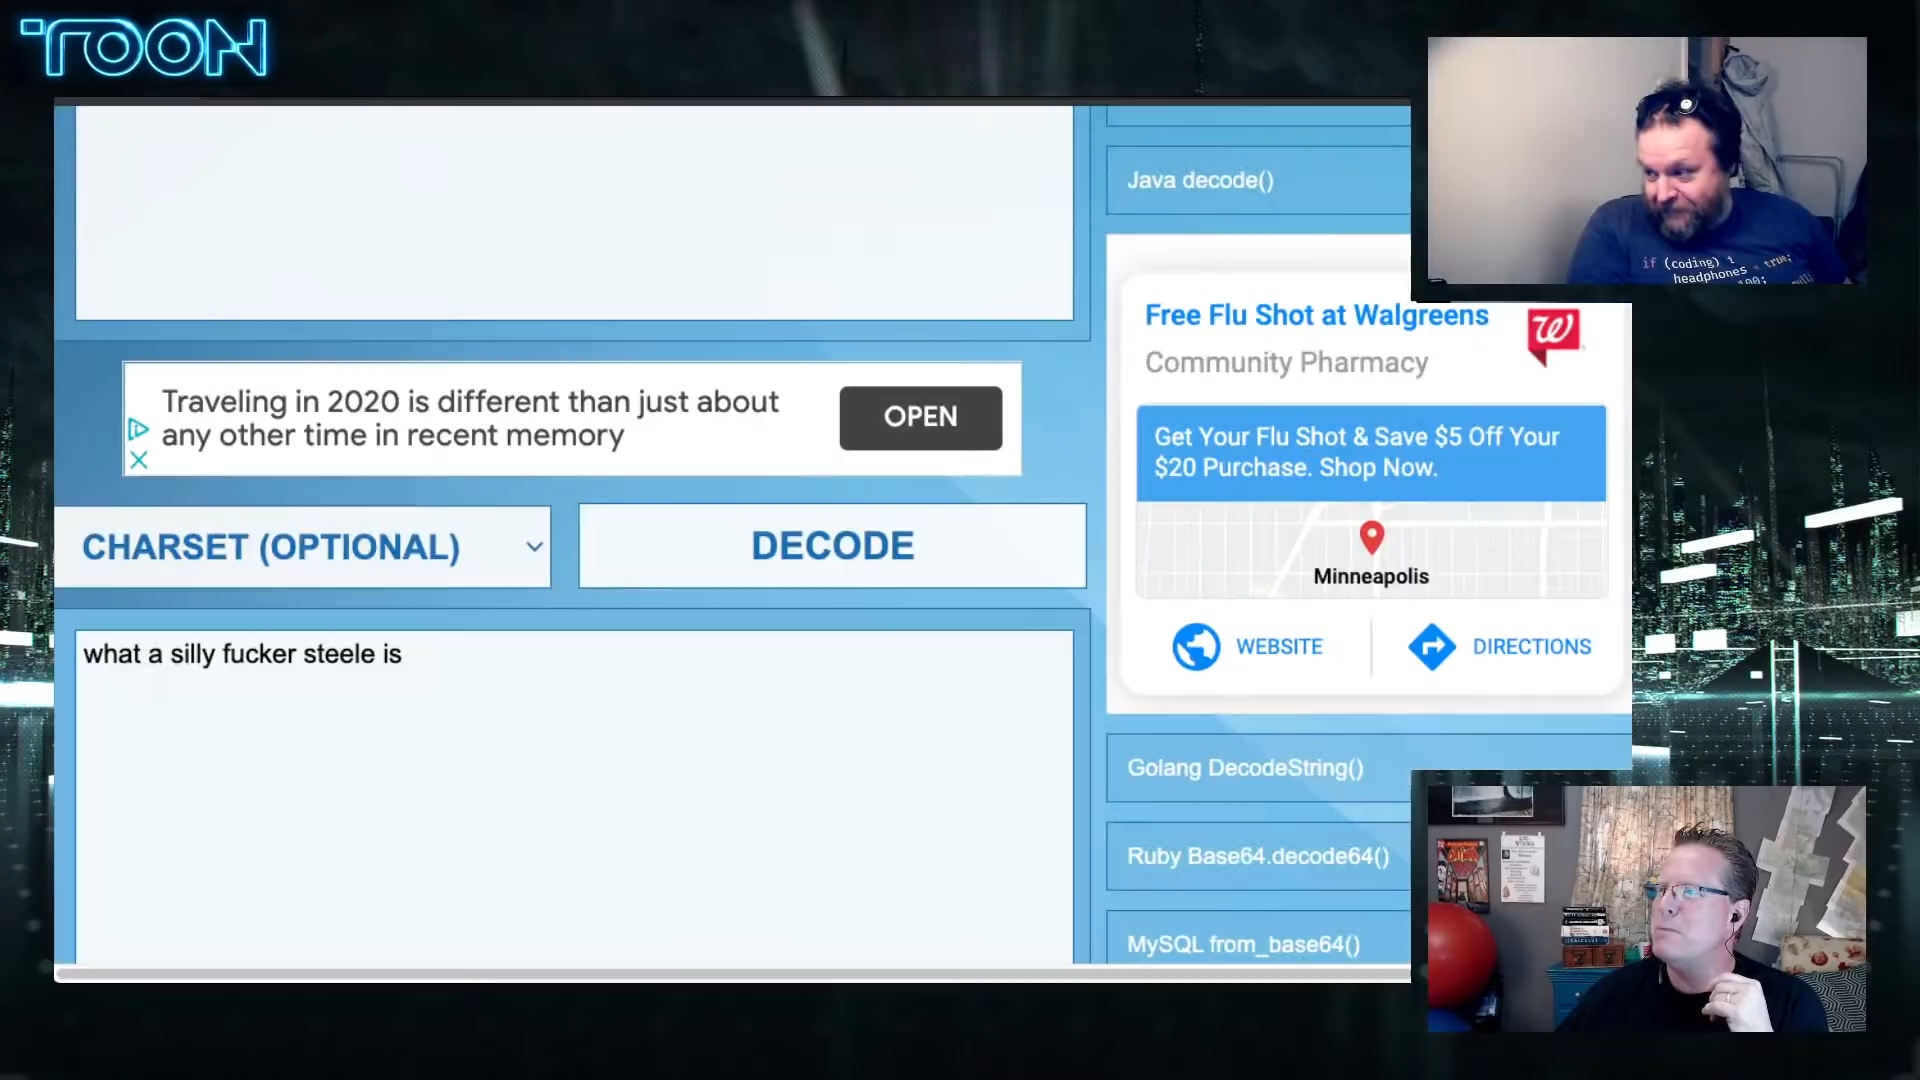 TOON
Java decode()
Free Flu Shot at Walgreens
Community Pharmacy
Get Your Flu Shot & Save $5 Off Your
$20 Purchase. Shop Now.
Minneapolis
WEBSITE
DIRECTIONS
Traveling in 2020 is different than just about
any other time in recent memory
OPEN
CHARSET (OPTIONAL)
DECODE
what a silly fucker steele is
Golang DecodeString()
Ruby Base64.decode64()
MySQL from_base64()
if (coding) {
headphones = true;
CALCULUS